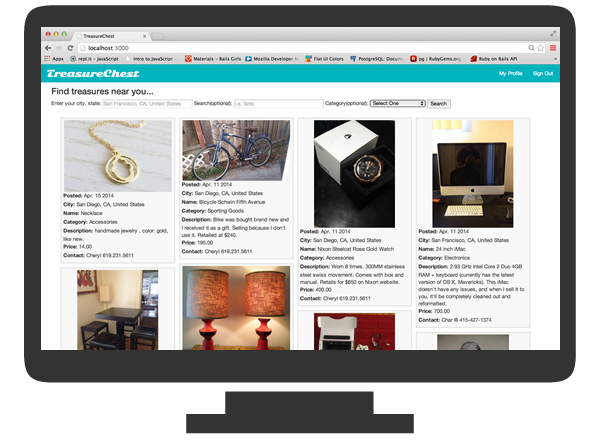 TreasureChest
localhost:3000
Apps
repl.it - JavaScript
Intro to JavaScript -
Materials - Rails Girls
Mozilla Developer N
Flat UI Colors
PostgreSQL: Docum
pg | RubyGems.org
Ruby on Rails API
TreasureChest
My Profile
Sign Out
Find treasures near you...
Enter your city, state: San Francisco, CA, United States Search(optional): i.e. Sofa Category(optional): Select One Search
Posted: Apr. 15 2014
City: San Diego, CA, United States
Name: Necklace
Category: Accessories
Description: handmade jewelry , color: gold,
like new.
Price: 14.00
Contact: Cheryl 619.231.5611
Posted: Apr. 11 2014
City: San Diego, CA, United States
Name: Bicycle Schwin Fifth Avenue
Category: Sporting Goods
Description: Bike was bought brand new and
I received it as a gift. Selling because I don't
use it. Retailed at $240.
Price: 195.00
Contact: Cheryl 619.231.5611
Posted: Apr. 11 2014
City: San Diego, CA, United States
Name: Nixon Steelcat Rose Gold Watch
Category: Accessories
Description: Worn 8 times. 300MM stainless
steel swiss movement. Comes with box and
manual. Retails for $650 on Nixon website.
Price: 400.00
Contact: Cheryl 619.231.5611
Posted: Apr. 11 2014
City: San Francisco, CA, United States
Name: 24 inch iMac
Category: Electronics
Description: 2.93 GHz Intel Core 2 Duo 4GB
RAM + keyboard (currently has the latest
version of OS X, Mavericks). This iMac
doesn't have any issues, and when I sell it to
you, it'll be completely cleaned out and
reformatted.
Price: 700.00
Contact: Char @ 415-427-1374